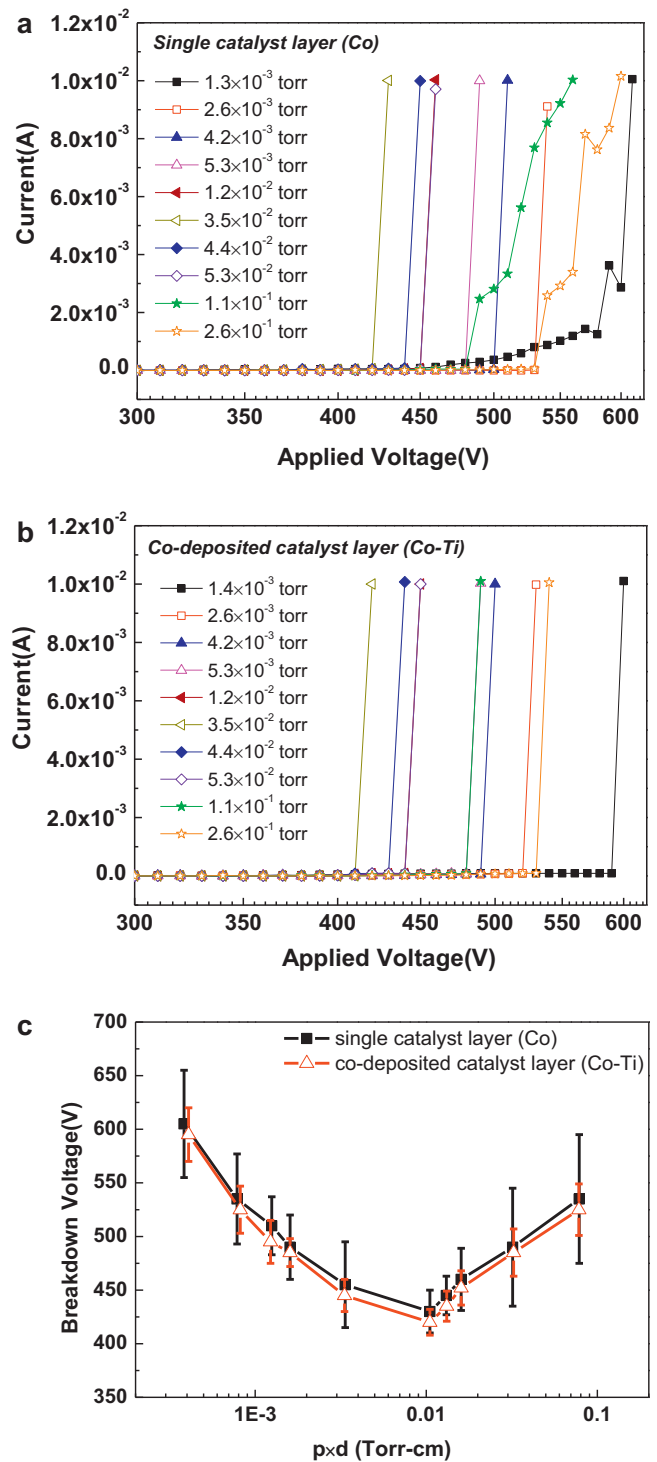 a
1.2x10⁻²
1.0x10⁻²
8.0x10⁻³
6.0x10⁻³
4.0x10⁻³
2.0x10⁻³
0.0
Current(A)
Single catalyst layer (Co)
1.3×10⁻³ torr
2.6×10⁻³ torr
4.2×10⁻³ torr
5.3×10⁻³ torr
1.2×10⁻² torr
3.5×10⁻² torr
4.4×10⁻² torr
5.3×10⁻² torr
1.1×10⁻¹ torr
2.6×10⁻¹ torr
300 350 400 450 500 550 600
Applied Voltage(V)
b
1.2x10⁻²
1.0x10⁻²
8.0x10⁻³
6.0x10⁻³
4.0x10⁻³
2.0x10⁻³
0.0
Current(A)
Co-deposited catalyst layer (Co-Ti)
1.4×10⁻³ torr
2.6×10⁻³ torr
4.2×10⁻³ torr
5.3×10⁻³ torr
1.2×10⁻² torr
3.5×10⁻² torr
4.4×10⁻² torr
5.3×10⁻² torr
1.1×10⁻¹ torr
2.6×10⁻¹ torr
300 350 400 450 500 550 600
Applied Voltage(V)
c
700
650
600
550
500
450
400
350
Breakdown Voltage(V)
single catalyst layer (Co)
co-deposited catalyst layer (Co-Ti)
1E-3 0.01 0.1
p×d (Torr-cm)